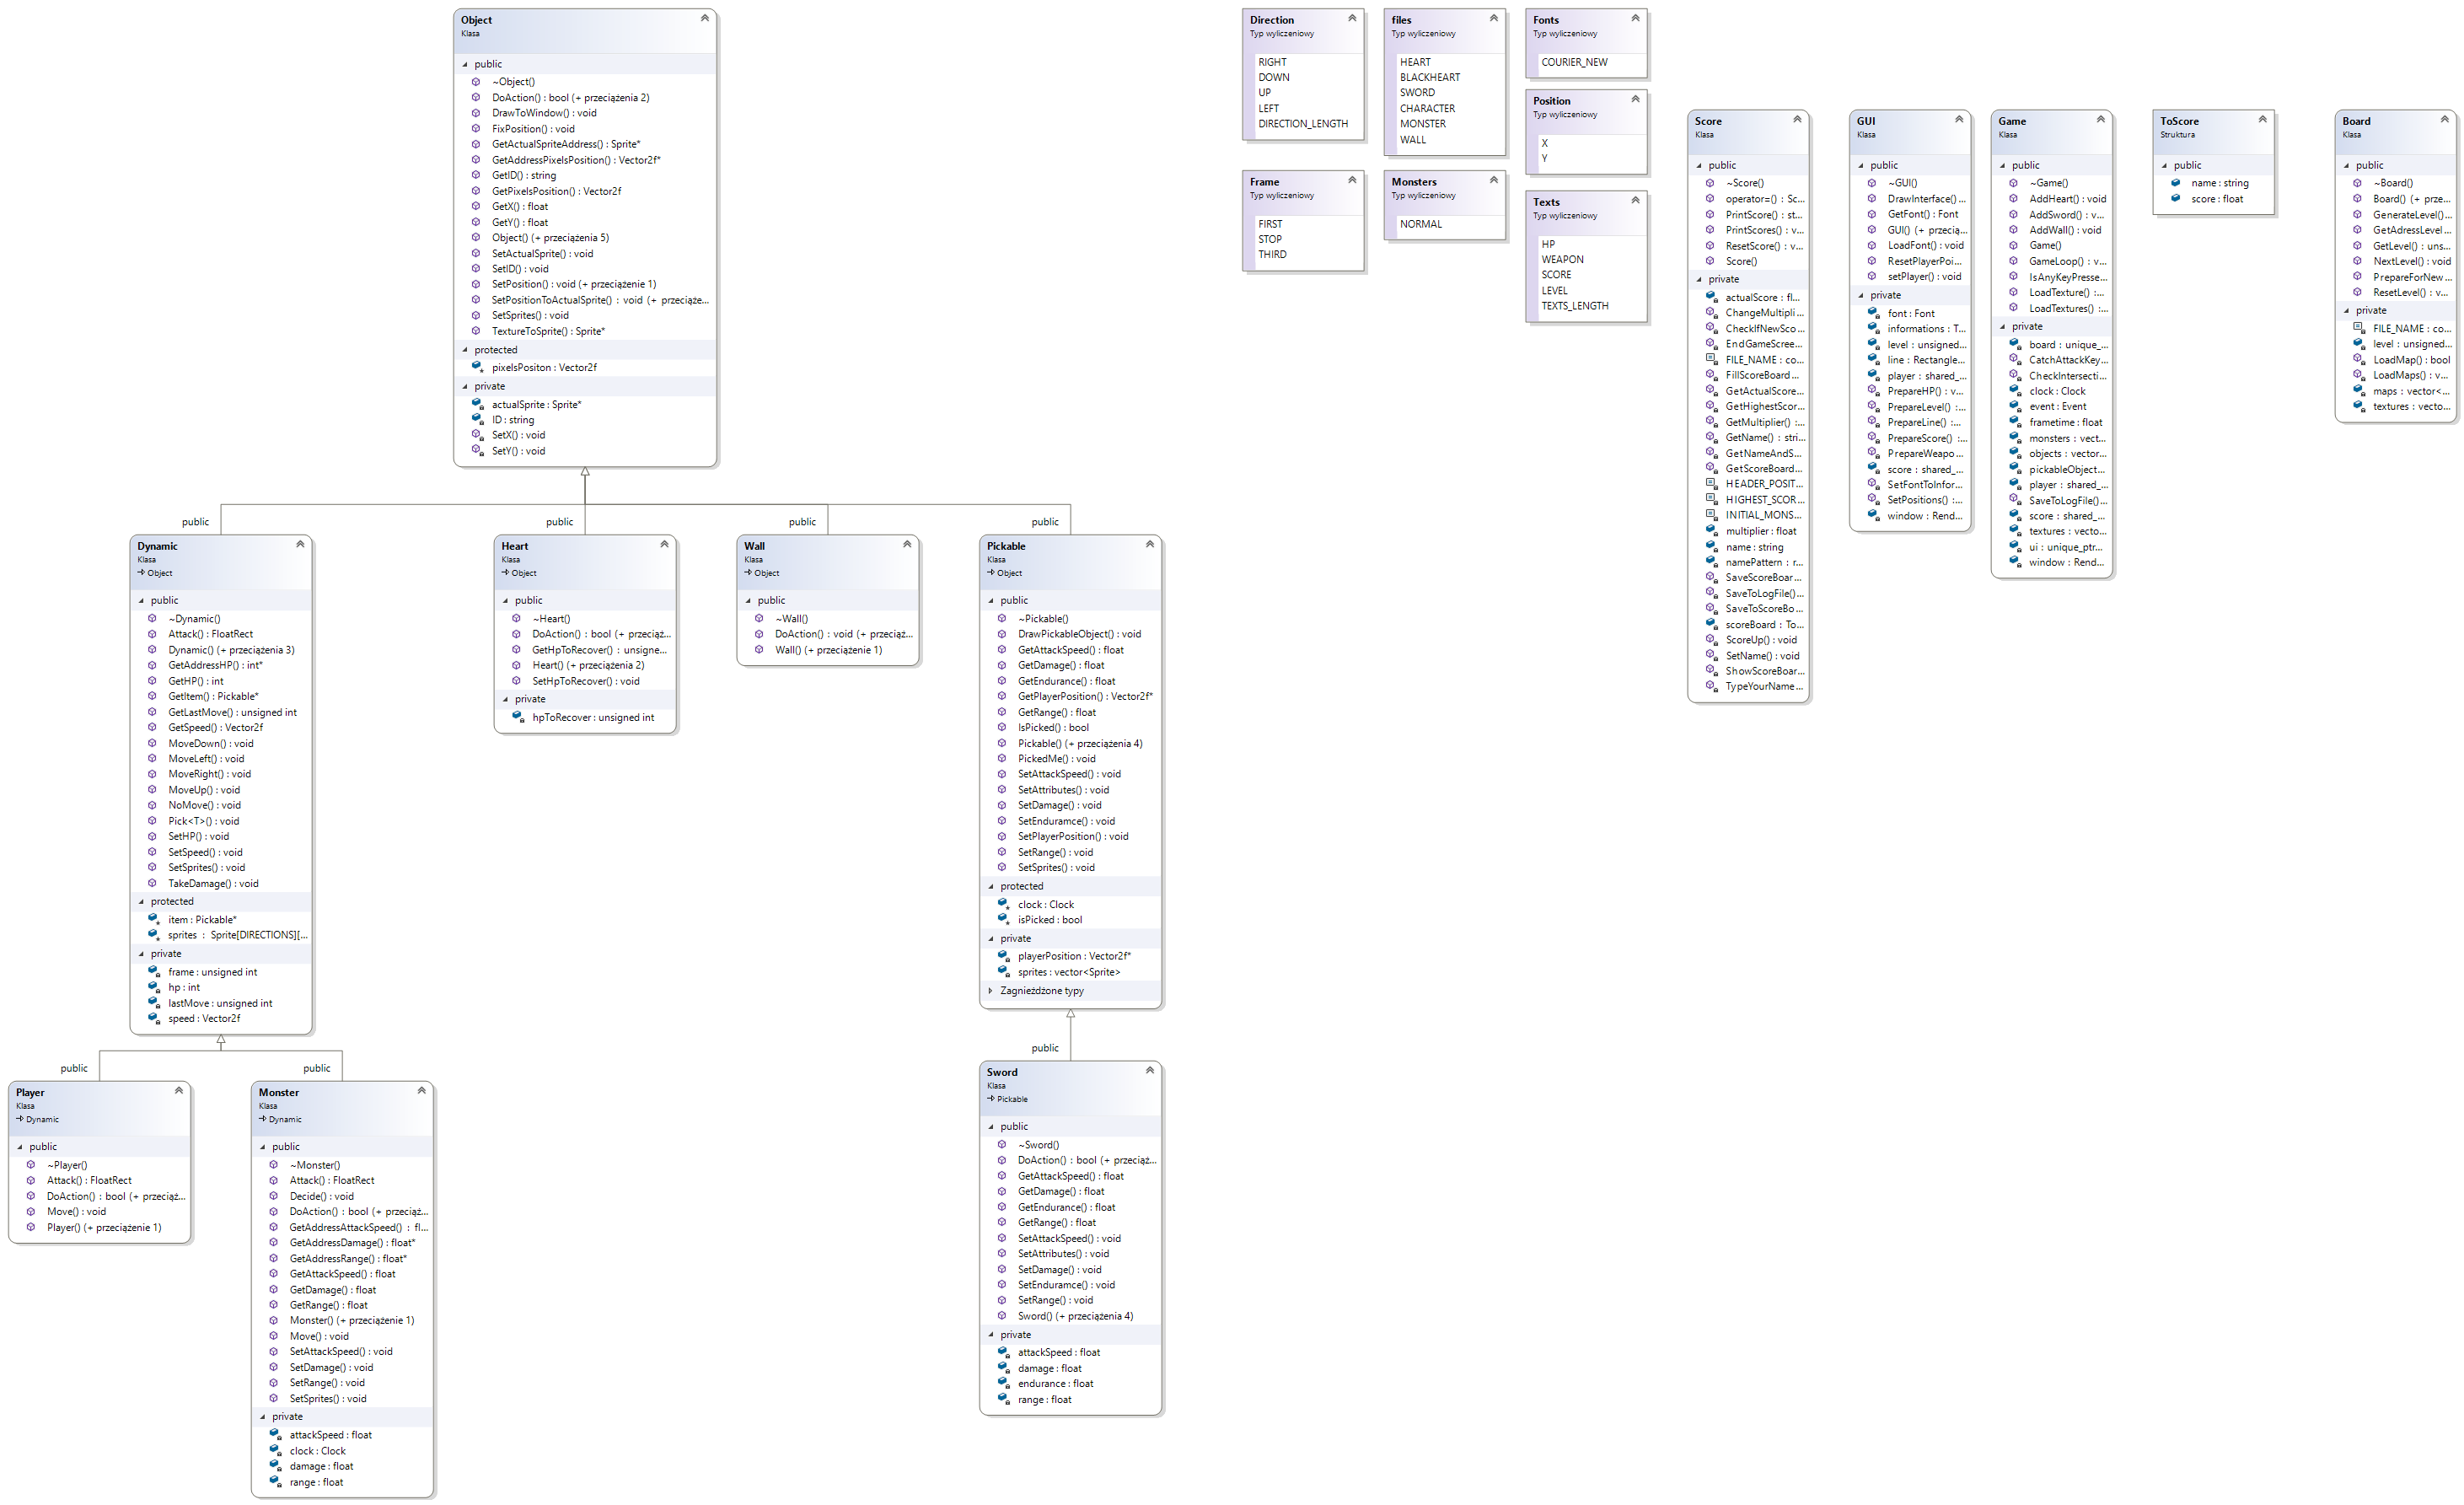 Object
Klasa
public
~Object()
DoAction() : bool (+ przeciążenia 2)
DrawToWindow() : void
FixPosition() : void
GetActualSpriteAddress() : Sprite*
GetAddressPixelsPosition() : Vector2f*
GetID() : string
GetPixelsPosition() : Vector2f
GetX() : float
GetY() : float
Object() (+ przeciążenia 5)
SetActualSprite() : void
SetID() : void
SetPosition() : void (+ przeciążenie 1)
SetPositionToActualSprite() : void (+ przeciąże...
SetSprites() : void
TextureToSprite() : Sprite*
protected
pixelsPositon : Vector2f
private
actualSprite : Sprite*
ID : string
SetX() : void
SetY() : void
public
public
public
public
Dynamic
Klasa
Object
public
~Dynamic()
Attack() : FloatRect
Dynamic() (+ przeciążenia 3)
GetAddressHP() : int*
GetHP() : int
GetItem() : Pickable*
GetLastMove() : unsigned int
GetSpeed() : Vector2f
MoveDown() : void
MoveLeft() : void
MoveRight() : void
MoveUp() : void
NoMove() : void
Pick<T>() : void
SetHP() : void
SetSpeed() : void
SetSprites() : void
TakeDamage() : void
protected
item : Pickable*
sprites : Sprite[DIRECTIONS][...
private
frame : unsigned int
hp : int
lastMove : unsigned int
speed : Vector2f
Heart
Klasa
Object
public
~Heart()
DoAction() : bool (+ przeciąż...
GetHpToRecover() : unsigne...
Heart() (+ przeciążenia 2)
SetHpToRecover() : void
private
hpToRecover : unsigned int
Wall
Klasa
Object
public
~Wall()
DoAction() : void (+ przeciąż...
Wall() (+ przeciążenie 1)
Pickable
Klasa
Object
public
~Pickable()
DrawPickableObject() : void
GetAttackSpeed() : float
GetDamage() : float
GetEndurance() : float
GetPlayerPosition() : Vector2f*
GetRange() : float
IsPicked() : bool
Pickable() (+ przeciążenia 4)
PickedMe() : void
SetAttackSpeed() : void
SetAttributes() : void
SetDamage() : void
SetEnduramce() : void
SetPlayerPosition() : void
SetRange() : void
SetSprites() : void
protected
clock : Clock
isPicked : bool
private
playerPosition : Vector2f*
sprites : vector<Sprite>
Zagnieżdżone typy
public
public
public
Player
Klasa
Dynamic
public
~Player()
Attack() : FloatRect
DoAction() : bool (+ przeciąż...
Move() : void
Player() (+ przeciążenie 1)
Monster
Klasa
Dynamic
public
~Monster()
Attack() : FloatRect
Decide() : void
DoAction() : bool (+ przeciąż...
GetAddressAttackSpeed() : fl...
GetAddressDamage() : float*
GetAddressRange() : float*
GetAttackSpeed() : float
GetDamage() : float
GetRange() : float
Monster() (+ przeciążenie 1)
Move() : void
SetAttackSpeed() : void
SetDamage() : void
SetRange() : void
SetSprites() : void
private
attackSpeed : float
clock : Clock
damage : float
range : float
Sword
Klasa
Pickable
public
~Sword()
DoAction() : bool (+ przeciąż...
GetAttackSpeed() : float
GetDamage() : float
GetEndurance() : float
GetRange() : float
SetAttackSpeed() : void
SetAttributes() : void
SetDamage() : void
SetEnduramce() : void
SetRange() : void
Sword() (+ przeciążenia 4)
private
attackSpeed : float
damage : float
endurance : float
range : float
Direction
Typ wyliczeniowy
RIGHT
DOWN
UP
LEFT
DIRECTION_LENGTH
files
Typ wyliczeniowy
HEART
BLACKHEART
SWORD
CHARACTER
MONSTER
WALL
Fonts
Typ wyliczeniowy
COURIER_NEW
Position
Typ wyliczeniowy
X
Y
Frame
Typ wyliczeniowy
FIRST
STOP
THIRD
Monsters
Typ wyliczeniowy
NORMAL
Texts
Typ wyliczeniowy
HP
WEAPON
SCORE
LEVEL
TEXTS_LENGTH
Score
Klasa
public
~Score()
operator=() : Sc...
PrintScore() : st...
PrintScores() : v...
ResetScore() : v...
Score()
private
actualScore : fl...
ChangeMultipli...
CheckIfNewSco...
EndGameScree...
FILE_NAME : co...
FillScoreBoard...
GetActualScore...
GetHighestScor...
GetMultiplier() :...
GetName() : stri...
GetNameAndS...
GetScoreBoard...
HEADER_POSIT...
HIGHEST_SCOR...
INITIAL_MONS...
multiplier : float
name : string
namePattern : r...
SaveScoreBoar...
SaveToLogFile()...
SaveToScoreBo...
scoreBoard : To...
ScoreUp() : void
SetName() : void
ShowScoreBoar...
TypeYourName...
GUI
Klasa
public
~GUI()
DrawInterface() ...
GetFont() : Font
GUI() (+ przecią...
LoadFont() : void
ResetPlayerPoi...
setPlayer() : void
private
font : Font
informations : T...
level : unsigned...
line : Rectangle...
player : shared_...
PrepareHP() : v...
PrepareLevel() :...
PrepareLine() :...
PrepareScore() :...
PrepareWeapo...
score : shared_...
SetFontToInfor...
SetPositions() :...
window : Rend...
Game
Klasa
public
~Game()
AddHeart() : void
AddSword() : v...
AddWall() : void
Game()
GameLoop() : v...
IsAnyKeyPresse...
LoadTexture() :...
LoadTextures() :...
private
board : unique_...
CatchAttackKey...
CheckIntersecti...
clock : Clock
event : Event
frametime : float
monsters : vect...
objects : vector...
pickableObject...
player : shared_...
SaveToLogFile()...
score : shared_...
textures : vecto...
ui : unique_ptr...
window : Rend...
ToScore
Struktura
public
name : string
score : float
Board
Klasa
public
~Board()
Board() (+ prze...
GenerateLevel()...
GetAdressLevel...
GetLevel() : uns...
NextLevel() : void
PrepareForNew...
ResetLevel() : v...
private
FILE_NAME : co...
level : unsigned...
LoadMap() : bool
LoadMaps() : v...
maps : vector<...
textures : vecto...